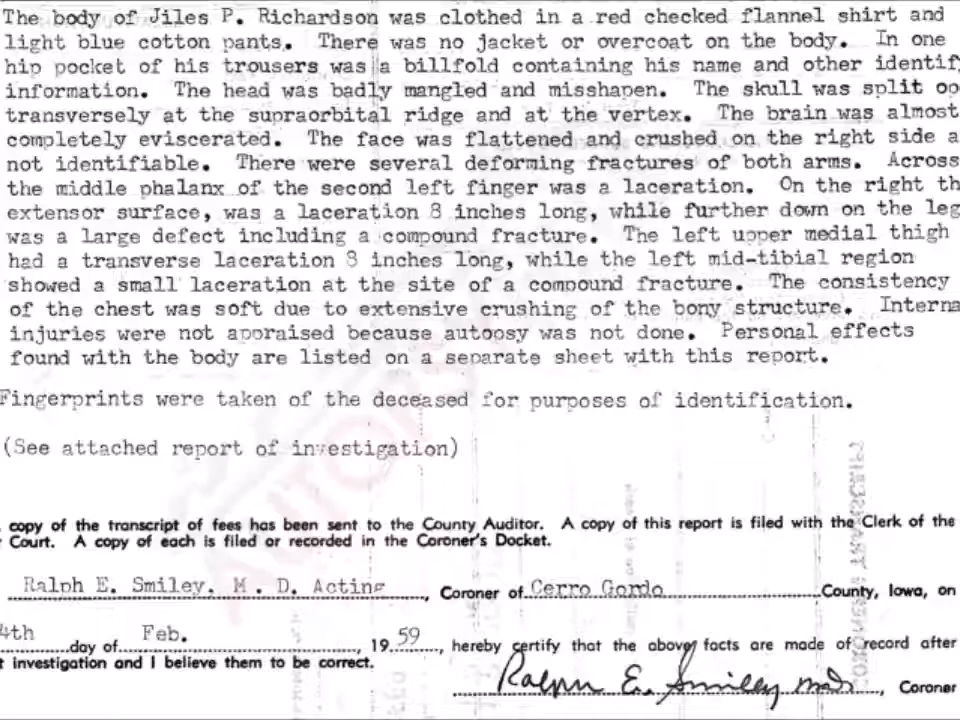 The body of Jiles P. Richardson was clothed in a red checked flannel shirt and
light blue cotton pants. There was no jacket or overcoat on the body. In one
hip pocket of his trousers was a billfold containing his name and other identif
information. The head was badly mangled and misshapen. The skull was split op
transversely at the supraorbital ridge and at the vertex. The brain was almost
completely eviscerated. The face was flattened and crushed on the right side a
not identifiable. There were several deforming fractures of both arms. Across
the middle phalanx of the second left finger was a laceration. On the right th
extensor surface, was a laceration 8 inches long, while further down on the leg
was a large defect including a compound fracture. The left upper medial thigh
had a transverse laceration 8 inches long, while the left mid-tibial region
showed a small laceration at the site of a compound fracture. The consistency
of the chest was soft due to extensive crushing of the bony structure. Interna
injuries were not appraised because autopsy was not done. Personal effects
found with the body are listed on a separate sheet with this report.
Fingerprints were taken of the deceased for purposes of identification.
(See attached report of investigation)
copy of the transcript of fees has been sent to the County Auditor. A copy of this report is filed with the Clerk of the
Court. A copy of each is filed or recorded in the Coroner's Docket.
Ralph E. Smiley, M. D. Acting, Coroner of Cerro Gordo County, Iowa, on
4th day of Feb., 1959, hereby certify that the above facts are made of record after
t investigation and I believe them to be correct.
Ralph E. Smiley MD, Coroner